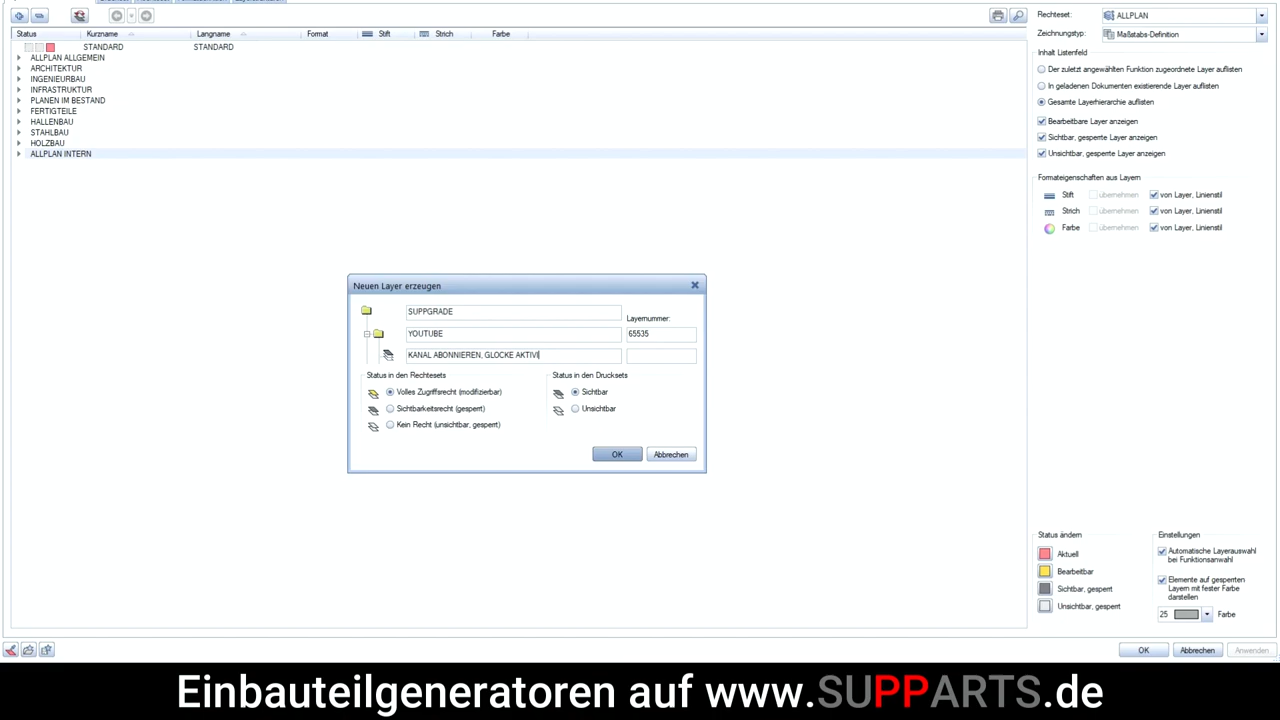 Rechteset: ALLPLAN
Zeichnungstyp: Maßstabs-Definition
Status Kurzname Langname Format Stift Strich Farbe
STANDARD STANDARD
ALLPLAN ALLGEMEIN
ARCHITEKTUR
INGENIEURBAU
INFRASTRUKTUR
PLANEN IM BESTAND
FERTIGTEILE
HALLENBAU
STAHLBAU
HOLZBAU
ALLPLAN INTERN
Inhalt Listenfeld
Der zuletzt angewählten Funktion zugeordnete Layer auflisten
In geladenen Dokumenten existierende Layer auflisten
Gesamte Layerhierarchie auflisten
Bearbeitbare Layer anzeigen
Sichtbar, gesperrte Layer anzeigen
Unsichtbar, gesperrte Layer anzeigen
Formateigenschaften aus Layern
Stift übernehmen von Layer, Linienstil
Strich übernehmen von Layer, Linienstil
Farbe übernehmen von Layer, Linienstil
Neuen Layer erzeugen
SUPPGRADE
Layernummer:
YOUTUBE 65535
KANAL ABONNIEREN, GLOCKE AKTIVI
Status in den Rechtesets Status in den Drucksets
Volles Zugriffsrecht (modifizierbar) Sichtbar
Sichtbarkeitsrecht (gesperrt) Unsichtbar
Kein Recht (unsichtbar, gesperrt)
OK Abbrechen
Status ändern
Aktuell
Bearbeitbar
Sichtbar, gesperrt
Unsichtbar, gesperrt
Einstellungen
Automatische Layerauswahl
bei Funktionsanwahl
Elemente auf gesperrten
Layern mit fester Farbe
darstellen
25 Farbe
OK Abbrechen Anwenden
Einbauteilgeneratoren auf www.SUPPARTS.de